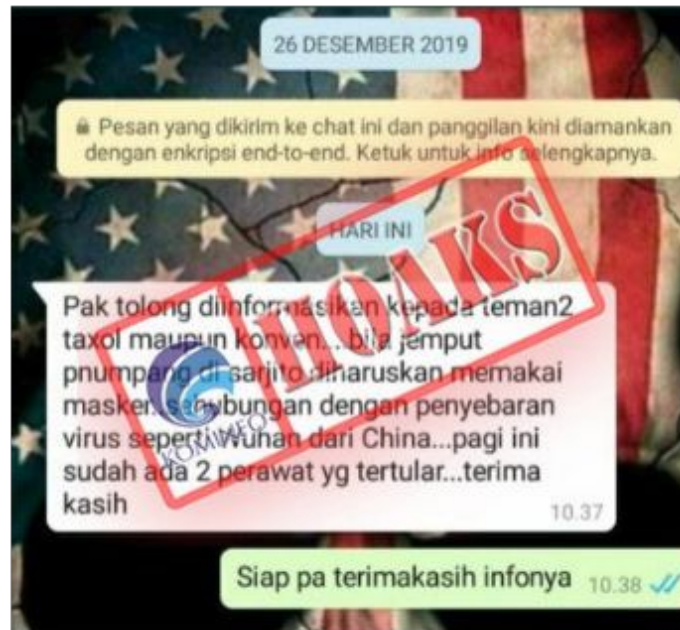 26 DESEMBER 2019
Pesan yang dikirim ke chat ini dan panggilan kini diamankan
dengan enkripsi end-to-end. Ketuk untuk info selengkapnya.
HARI INI
HOAKS
KOMINFO
Pak tolong diinformasikan kepada teman2
taxol maupun konven....bila jemput
pnumpang di sarjito diharuskan memakai
masker..sehubungan dengan penyebaran
virus seperti Wuhan dari China...pagi ini
sudah ada 2 perawat yg tertular...terima
kasih
10.37
Siap pa terimakasih infonya 10.38